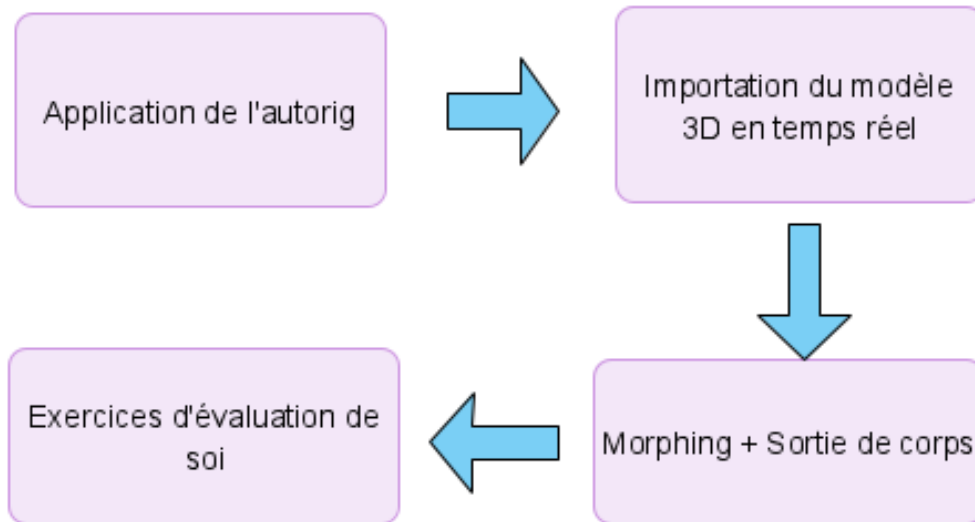 Application de l'autorig
Importation du modèle
3D en temps réel
Morphing + Sortie de corps
Exercices d'évaluation de
soi